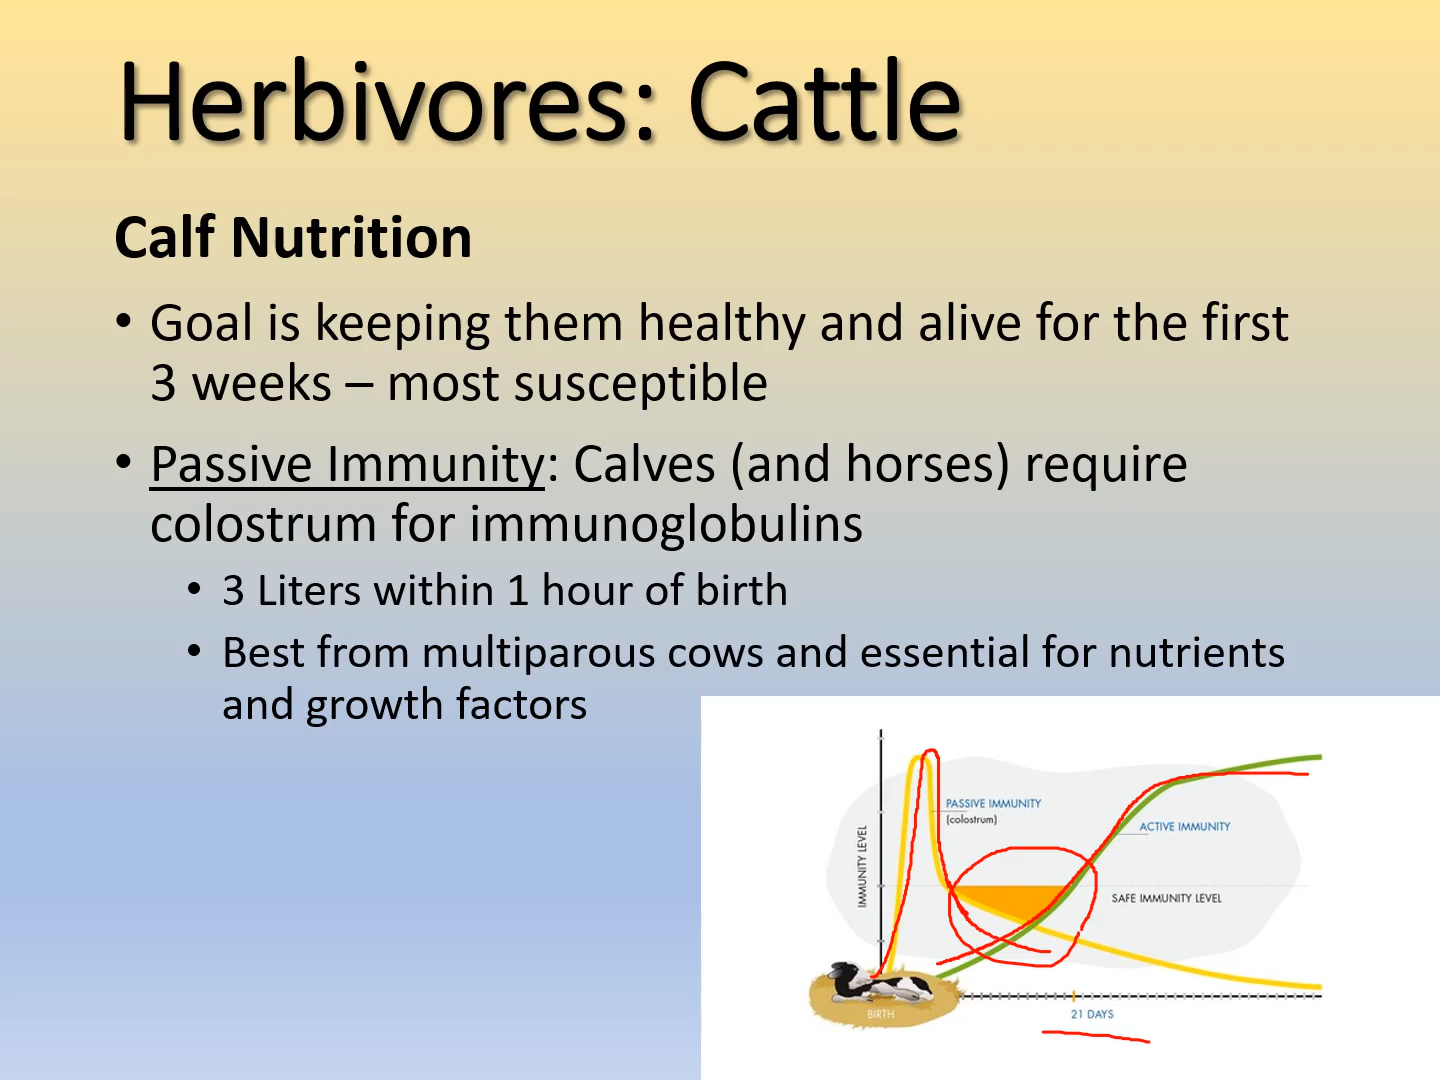 Herbivores: Cattle
Calf Nutrition
• Goal is keeping them healthy and alive for the first
3 weeks – most susceptible
• Passive Immunity: Calves (and horses) require
colostrum for immunoglobulins
• 3 Liters within 1 hour of birth
• Best from multiparous cows and essential for nutrients
and growth factors
PASSIVE IMMUNITY
(colostrum)
ACTIVE IMMUNITY
IMMUNITY LEVEL
SAFE IMMUNITY LEVEL
BIRTH
21 DAYS